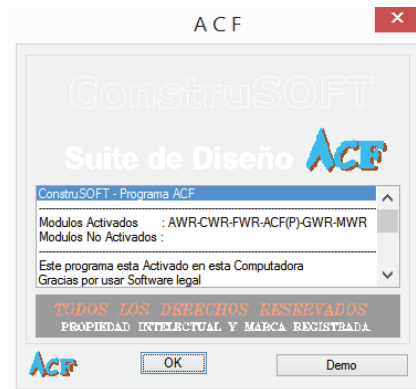 A C F
x
ConstruSOFT
Suite de Diseño ACF
ConstruSOFT - Programa ACF
Modulos Activados : AWR-CWR-FWR-ACF(P)-GWR-MWR
Modulos No Activados :
Este programa esta Activado en esta Computadora
Gracias por usar Software legal
TODOS LOS DERECHOS RESERVADOS
PROPIEDAD INTELECTUAL Y MARCA REGISTRADA
ACF OK Demo